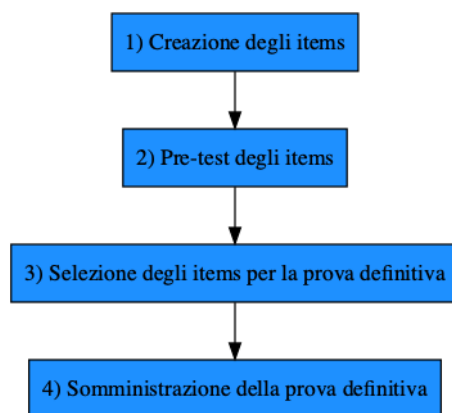 1) Creazione degli items
2) Pre-test degli items
3) Selezione degli items per la prova definitiva
4) Somministrazione della prova definitiva